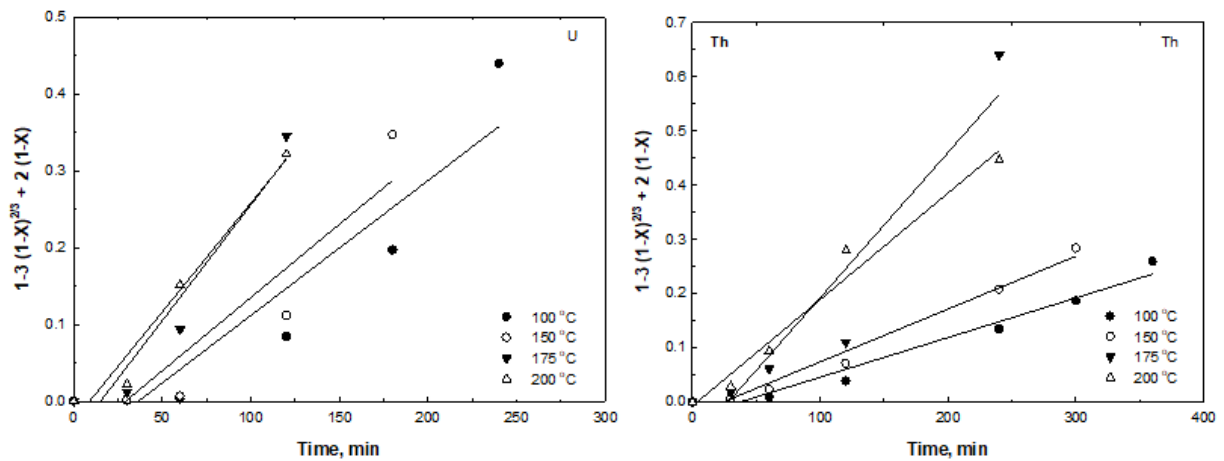 0.5
0.4
0.3
0.2
0.1
0.0
0
50
100
150
200
250
1-3 (1-X)2/3 + 2 (1-X)
Time, min
U
100 °C
150 °C
175 °C
200 °C
0.7
0.6
0.5
0.4
0.3
0.2
0.1
0.0
0
100
200
300
400
1-3 (1-X)2/3 + 2 (1-X)
Time, min
Th
Th
100 °C
150 °C
175 °C
200 °C